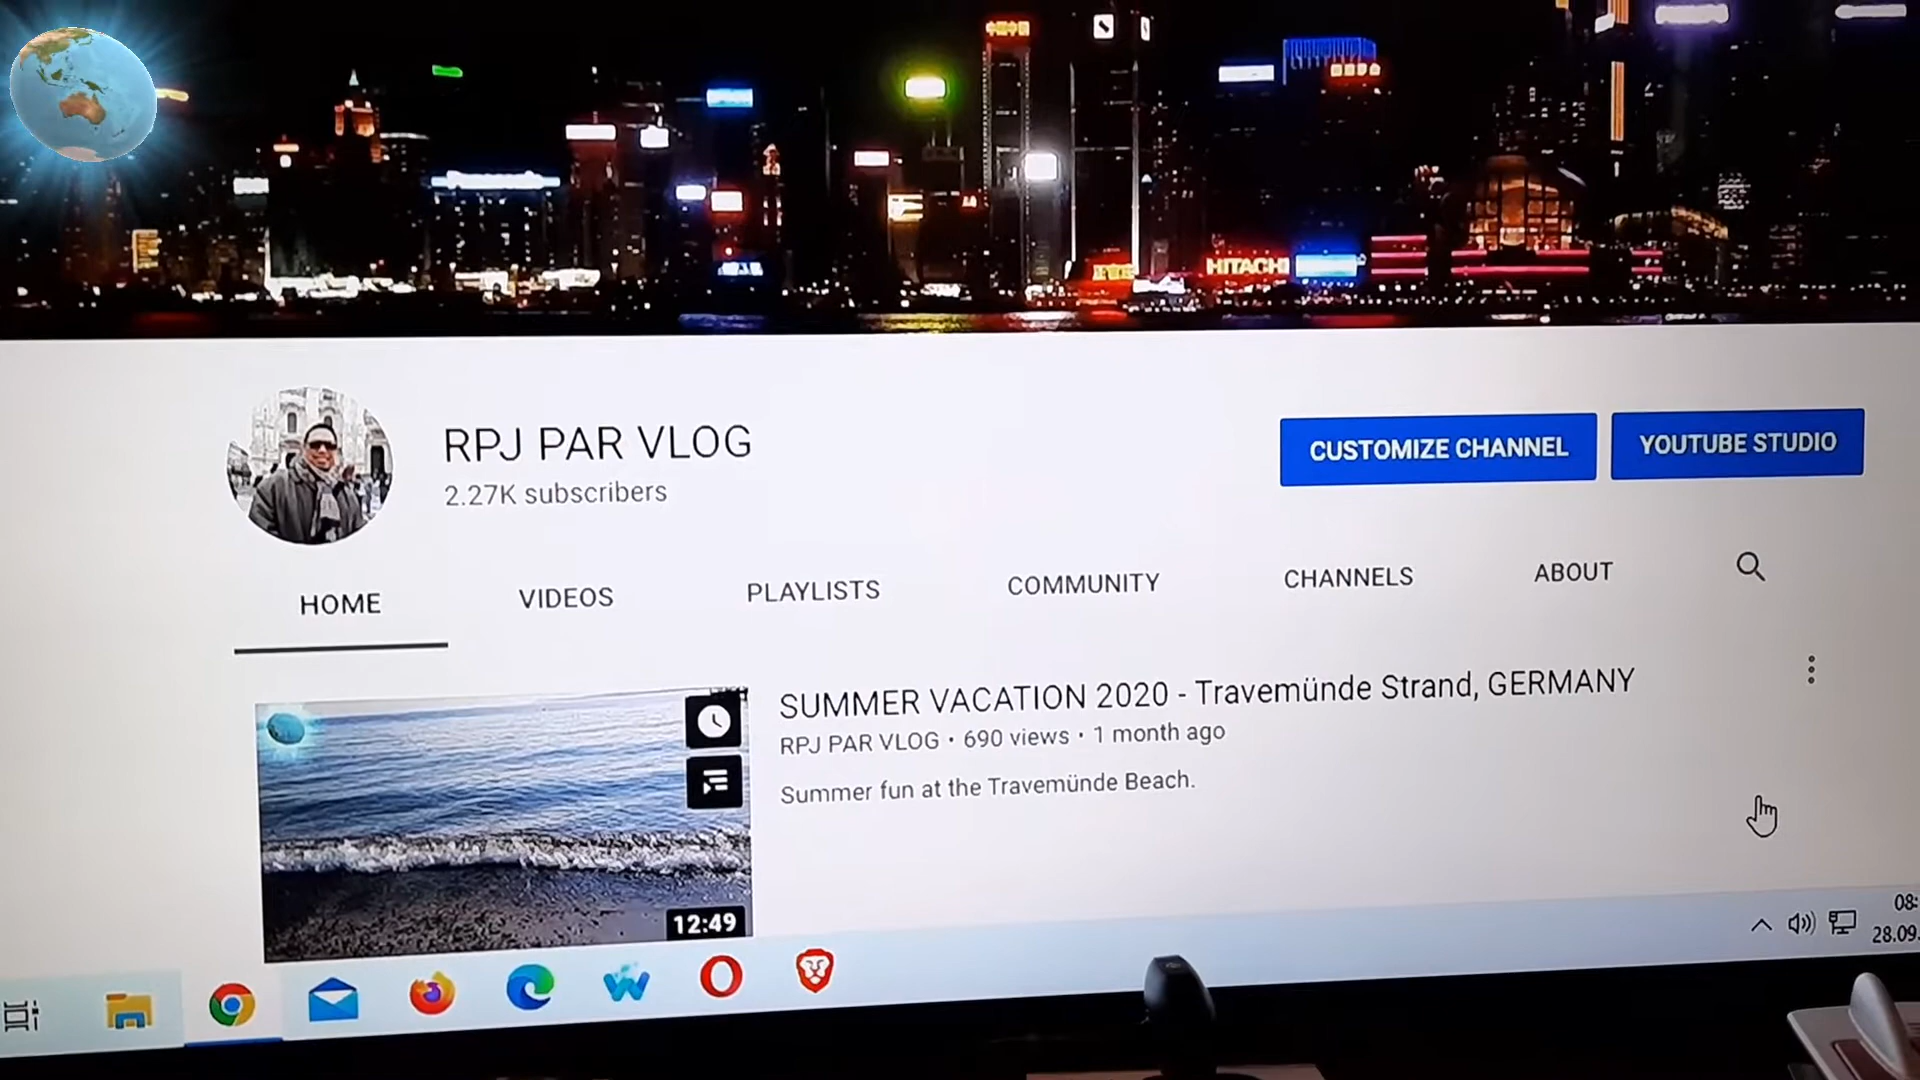 HITACHI
RPJ PAR VLOG
2.27K subscribers
CUSTOMIZE CHANNEL
YOUTUBE STUDIO
HOME
VIDEOS
PLAYLISTS
COMMUNITY
CHANNELS
ABOUT
SUMMER VACATION 2020 - Travemünde Strand, GERMANY
RPJ PAR VLOG • 690 views • 1 month ago
Summer fun at the Travemünde Beach.
12:49
08:
28.09.